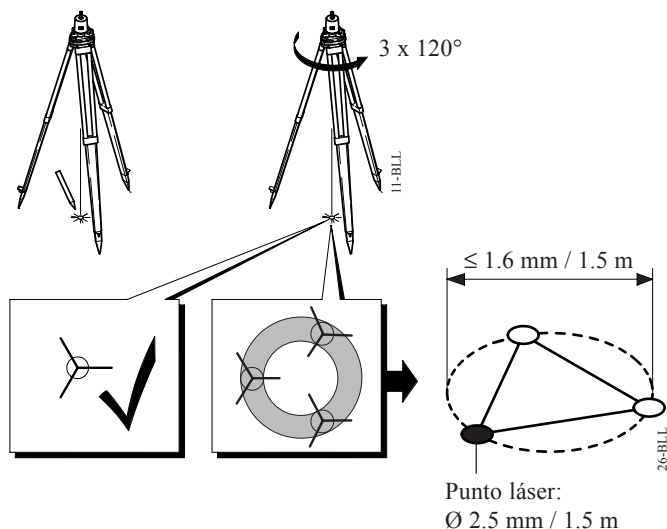 3 x 120°
11-BLL
≤ 1.6 mm / 1.5 m
26-BLL
Punto láser:
Ø 2.5 mm / 1.5 m